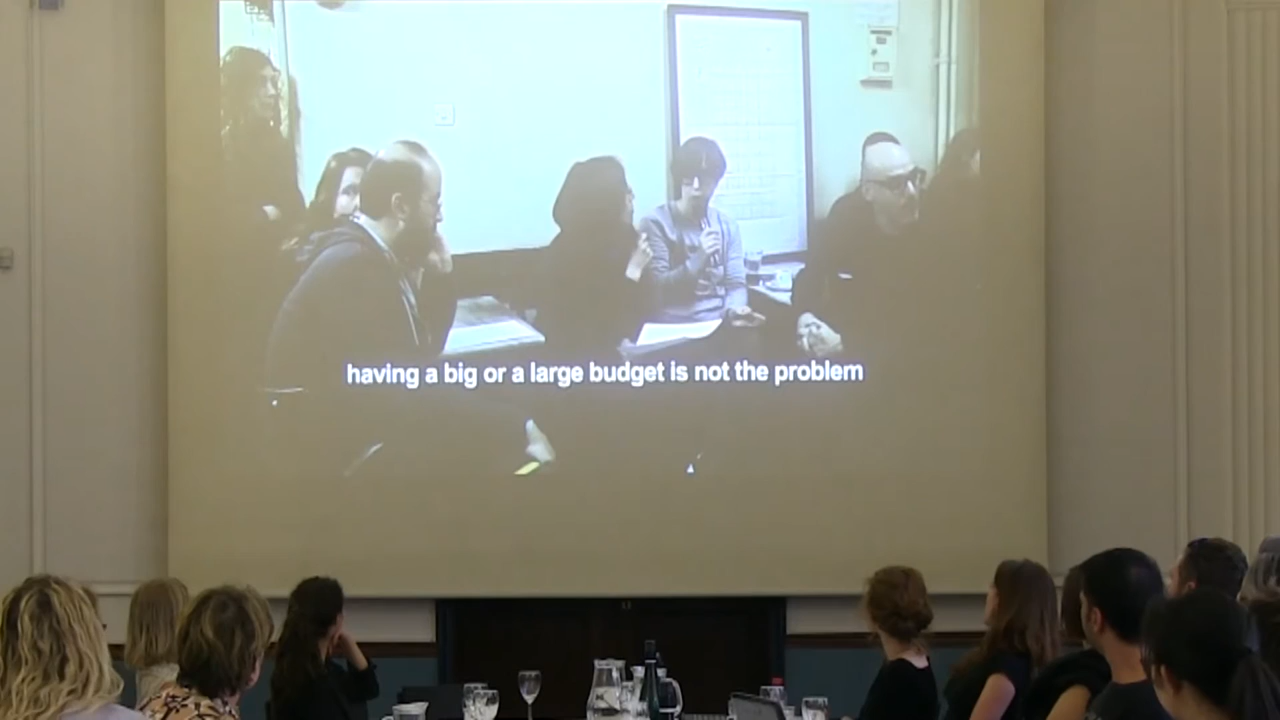 having a big or a large budget is not the problem